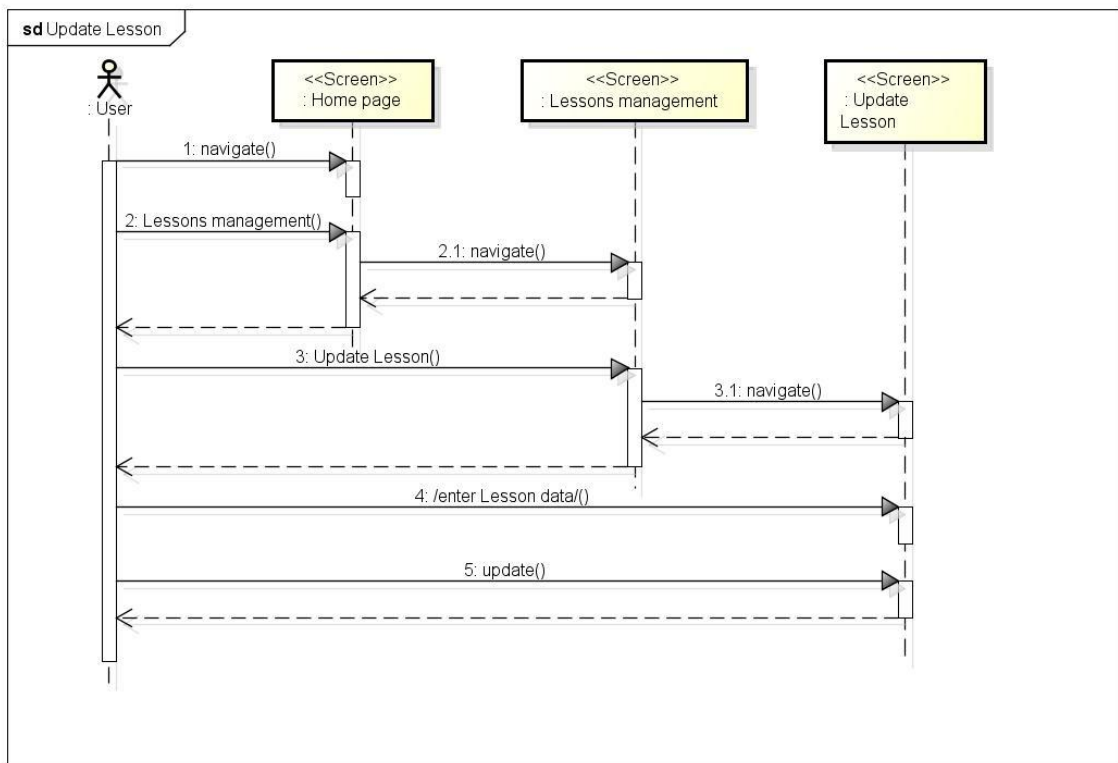 sd Update Lesson
: User
<<Screen>>
: Home page
<<Screen>>
: Lessons management
<<Screen>>
: Update
Lesson
1: navigate()
2: Lessons management()
2.1: navigate()
3: Update Lesson()
3.1: navigate()
4: /enter Lesson data/()
5: update()